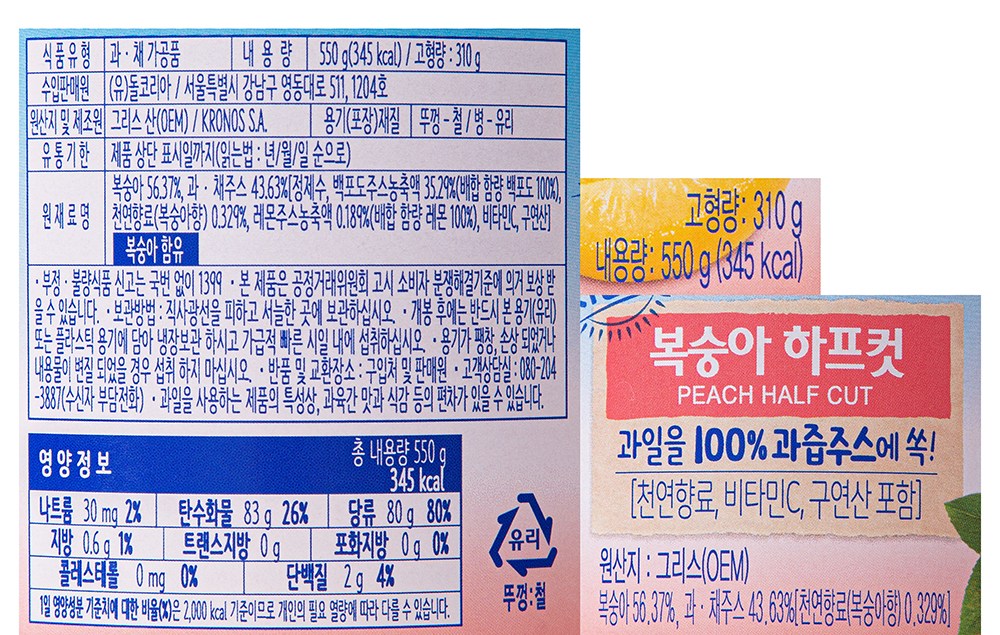 식품유형 과·채가공품 내용량 550 g(345 kcal) / 고형량 : 310 g
수입판매원 (유)돌코리아 / 서울특별시 강남구 영동대로 511, 1204호
원산지 및 제조원 그리스 산(OEM) / KRONOS S.A. 용기(포장)재질 뚜껑 - 철 / 병 - 유리
유통기한 제품 상단 표시일까지(읽는법 : 년/월/일 순으로)
원재료명 복숭아 56.37%, 과·채주스 43.63%[정제수, 백포도주스농축액 35.29%(배합 함량 백포도 100%),
천연향료(복숭아향) 0.329%, 레몬주스농축액 0.189%(배합 함량 레몬 100%), 비타민C, 구연산]
복숭아 함유
·부정·불량식품 신고는 국번 없이 1399 ·본 제품은 공정거래위원회 고시 소비자 분쟁해결기준에 의거 보상 받
을 수 있습니다. ·보관방법 : 직사광선을 피하고 서늘한 곳에 보관하십시오. ·개봉 후에는 반드시 본 용기(유리)
또는 플라스틱 용기에 담아 냉장보관 하시고 가급적 빠른 시일 내에 섭취하십시오. ·용기가 팽창, 손상 되었거나
내용물이 변질 되었을 경우 섭취 하지 마십시오. ·반품 및 교환장소 : 구입처 및 판매원 ·고객상담실 : 080-204
-3887(수신자 부담전화) ·과일을 사용하는 제품의 특성상, 과육간 맛과 식감 등의 편차가 있을 수 있습니다.
영양정보 총 내용량 550 g
345 kcal
나트륨 30 mg 2% 탄수화물 83 g 26% 당류 80 g 80%
지방 0.6 g 1% 트랜스지방 0 g 포화지방 0 g 0%
콜레스테롤 0 mg 0% 단백질 2 g 4%
1일 영양성분 기준치에 대한 비율(%)은 2,000 kcal 기준이므로 개인의 필요 열량에 따라 다를 수 있습니다.
유리
뚜껑:철
고형량: 310 g
내용량: 550 g (345 kcal)
복숭아 하프컷
PEACH HALF CUT
과일을 100% 과즙주스에 쏙!
[천연향료, 비타민C, 구연산 포함]
원산지 : 그리스(OEM)
복숭아 56.37%, 과·채주스 43.63%[천연향료(복숭아향) 0.329%]